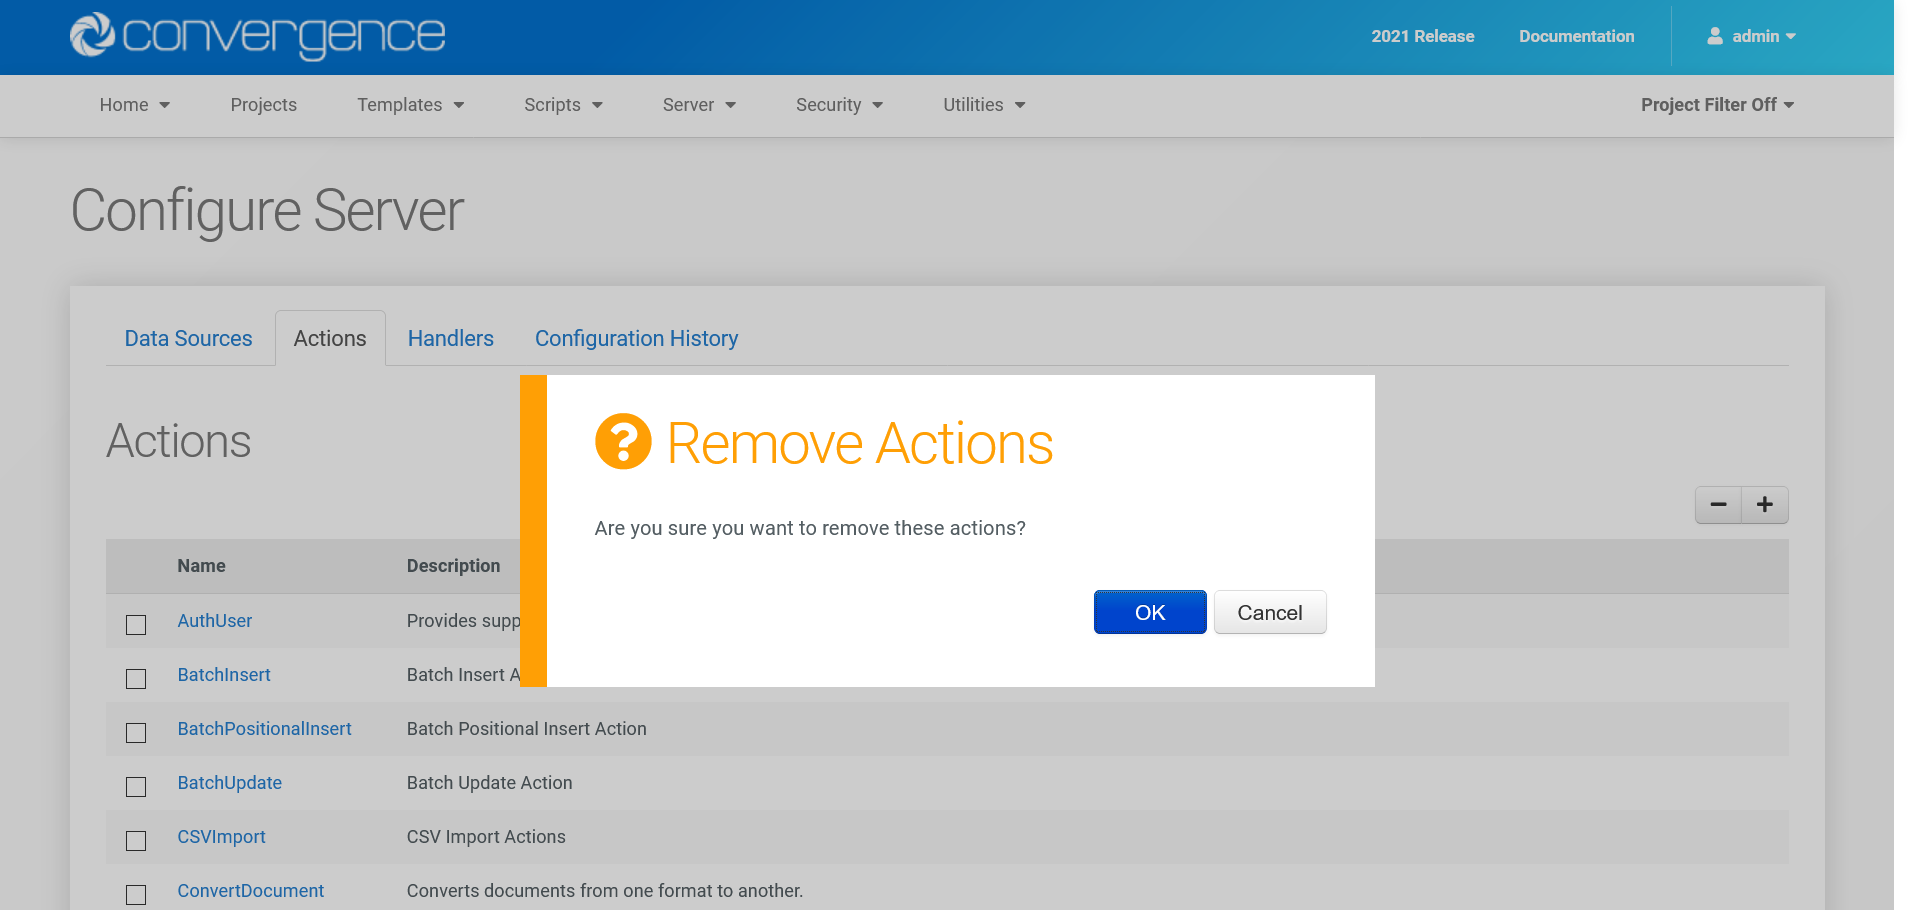 convergence
2021 Release Documentation admin
Home Projects Templates Scripts Server Security Utilities Project Filter Off
Configure Server
Data Sources Actions Handlers Configuration History
Actions
? Remove Actions
Are you sure you want to remove these actions?
OK Cancel
Name Description
AuthUser Provides supp
BatchInsert Batch Insert A
BatchPositionalInsert Batch Positional Insert Action
BatchUpdate Batch Update Action
CSVImport CSV Import Actions
ConvertDocument Converts documents from one format to another.